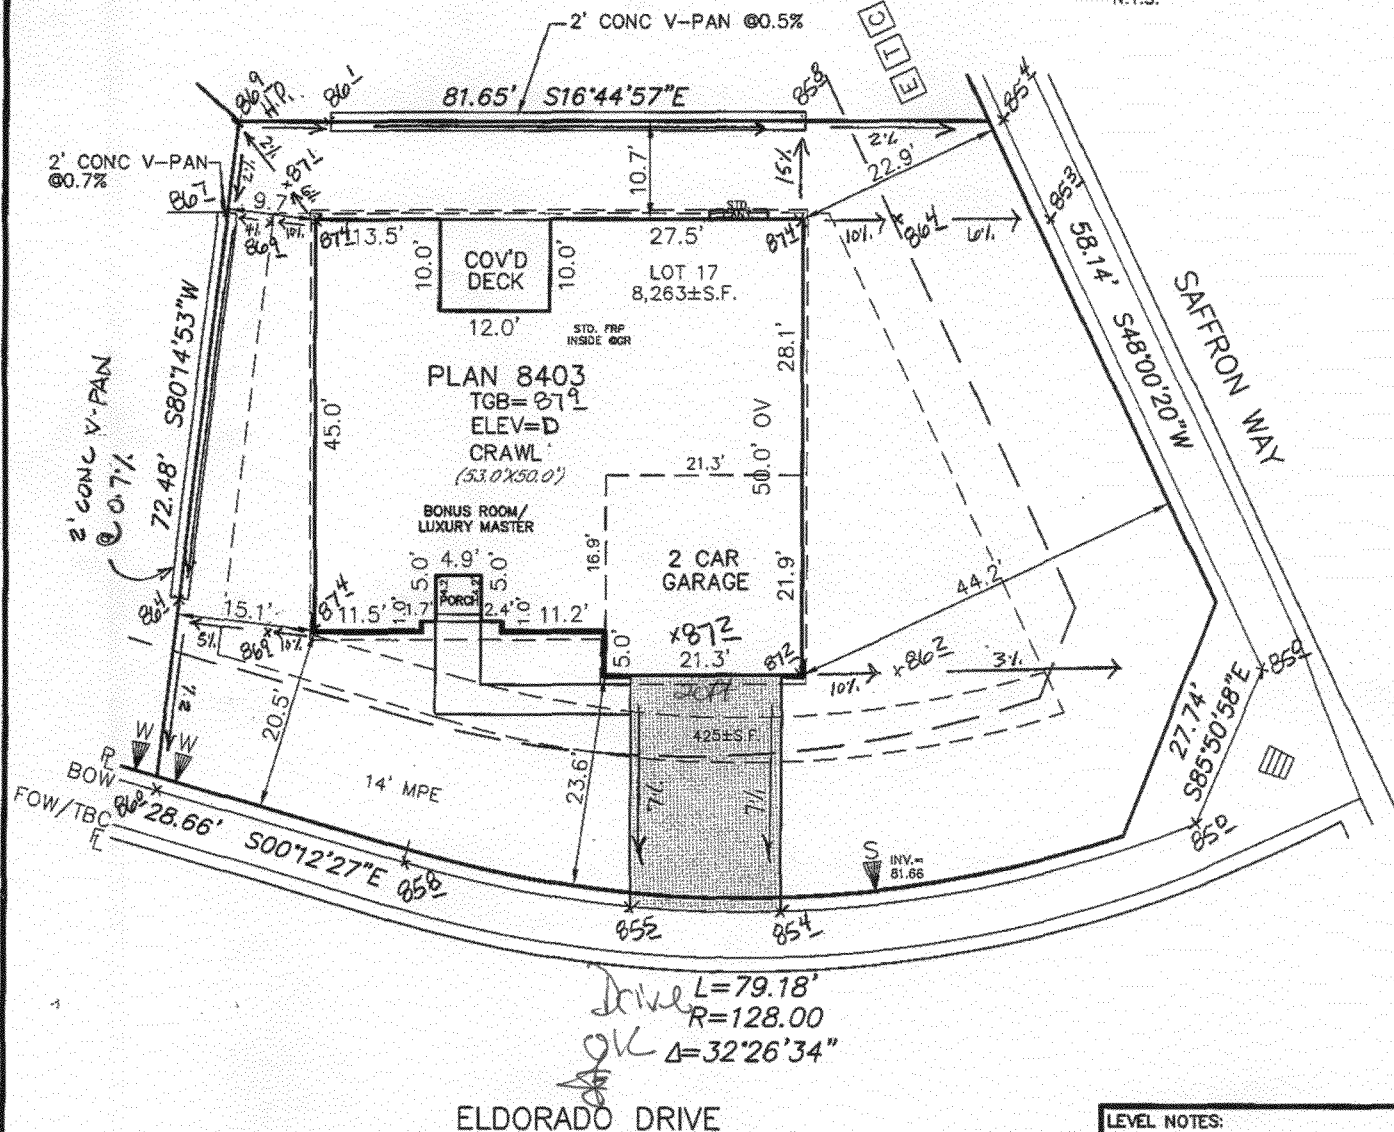 N.T.S.
2' CONC V-PAN @0.5%
E T C
86⁹ H.P.
86¹
81.65' S16°44'57"E
85⁸
85⁴
2' CONC V-PAN
@0.7%
2%
2%
87¹
10.7'
15%
2%
22.9'
86⁷
9.7'
6%
STD.
85³⁷
4%
10%
86⁹
87⁴
13.5'
27.5'
87⁴
10%
86⁴
6%
10.0'
COV'D
DECK
10.0'
12.0'
LOT 17
8,263±S.F.
58.14' S48°00'20"W
SAFFRON WAY
STD. FRP
INSIDE @CR
28.1'
PLAN 8403
TGB= 87⁹
ELEV=D
CRAWL
(53.0'X50.0')
45.0'
50.0' OV
21.3'
72.48' S80°14'53"W
2' CONC V-PAN
@ 0.7%
BONUS ROOM/
LUXURY MASTER
16.9'
2 CAR
GARAGE
21.9'
44.2'
5.0'
4.9'
5.0'
PORCH
86⁴
15.1'
87⁴
11.5'
1.0'
1.7'
2.4'
1.0'
11.2'
×87²
21.3'
87²
5.0'
5%
86⁹
10%
10%
×86²
3%
85⁰
27.74'
S85°50'58"E
20.5'
425±S.F.
W
W
PL
BOW
FOW/TBC
FL
86⁰
28.66' S00°12'27"E
14' MPE
23.6'
7%
7%
85⁸
S
INV.=
81.66
85⁰
85⁵
85⁴
Drive
OK
L=79.18'
R=128.00
Δ=32°26'34"
ELDORADO DRIVE
LEVEL NOTES: